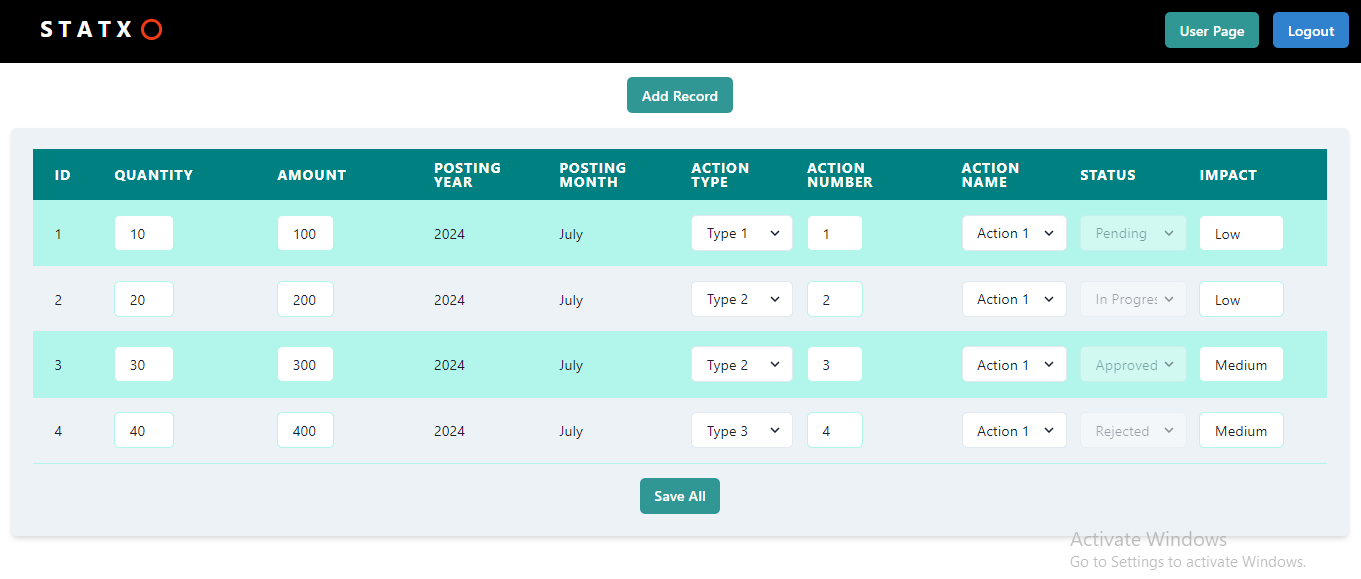 STATXO
User Page Logout
Add Record
ID QUANTITY AMOUNT POSTING YEAR POSTING MONTH ACTION TYPE ACTION NUMBER ACTION NAME STATUS IMPACT
1 10 100 2024 July Type 1 1 Action 1 Pending Low
2 20 200 2024 July Type 2 2 Action 1 In Progres Low
3 30 300 2024 July Type 2 3 Action 1 Approved Medium
4 40 400 2024 July Type 3 4 Action 1 Rejected Medium
Save All
Activate Windows
Go to Settings to activate Windows.